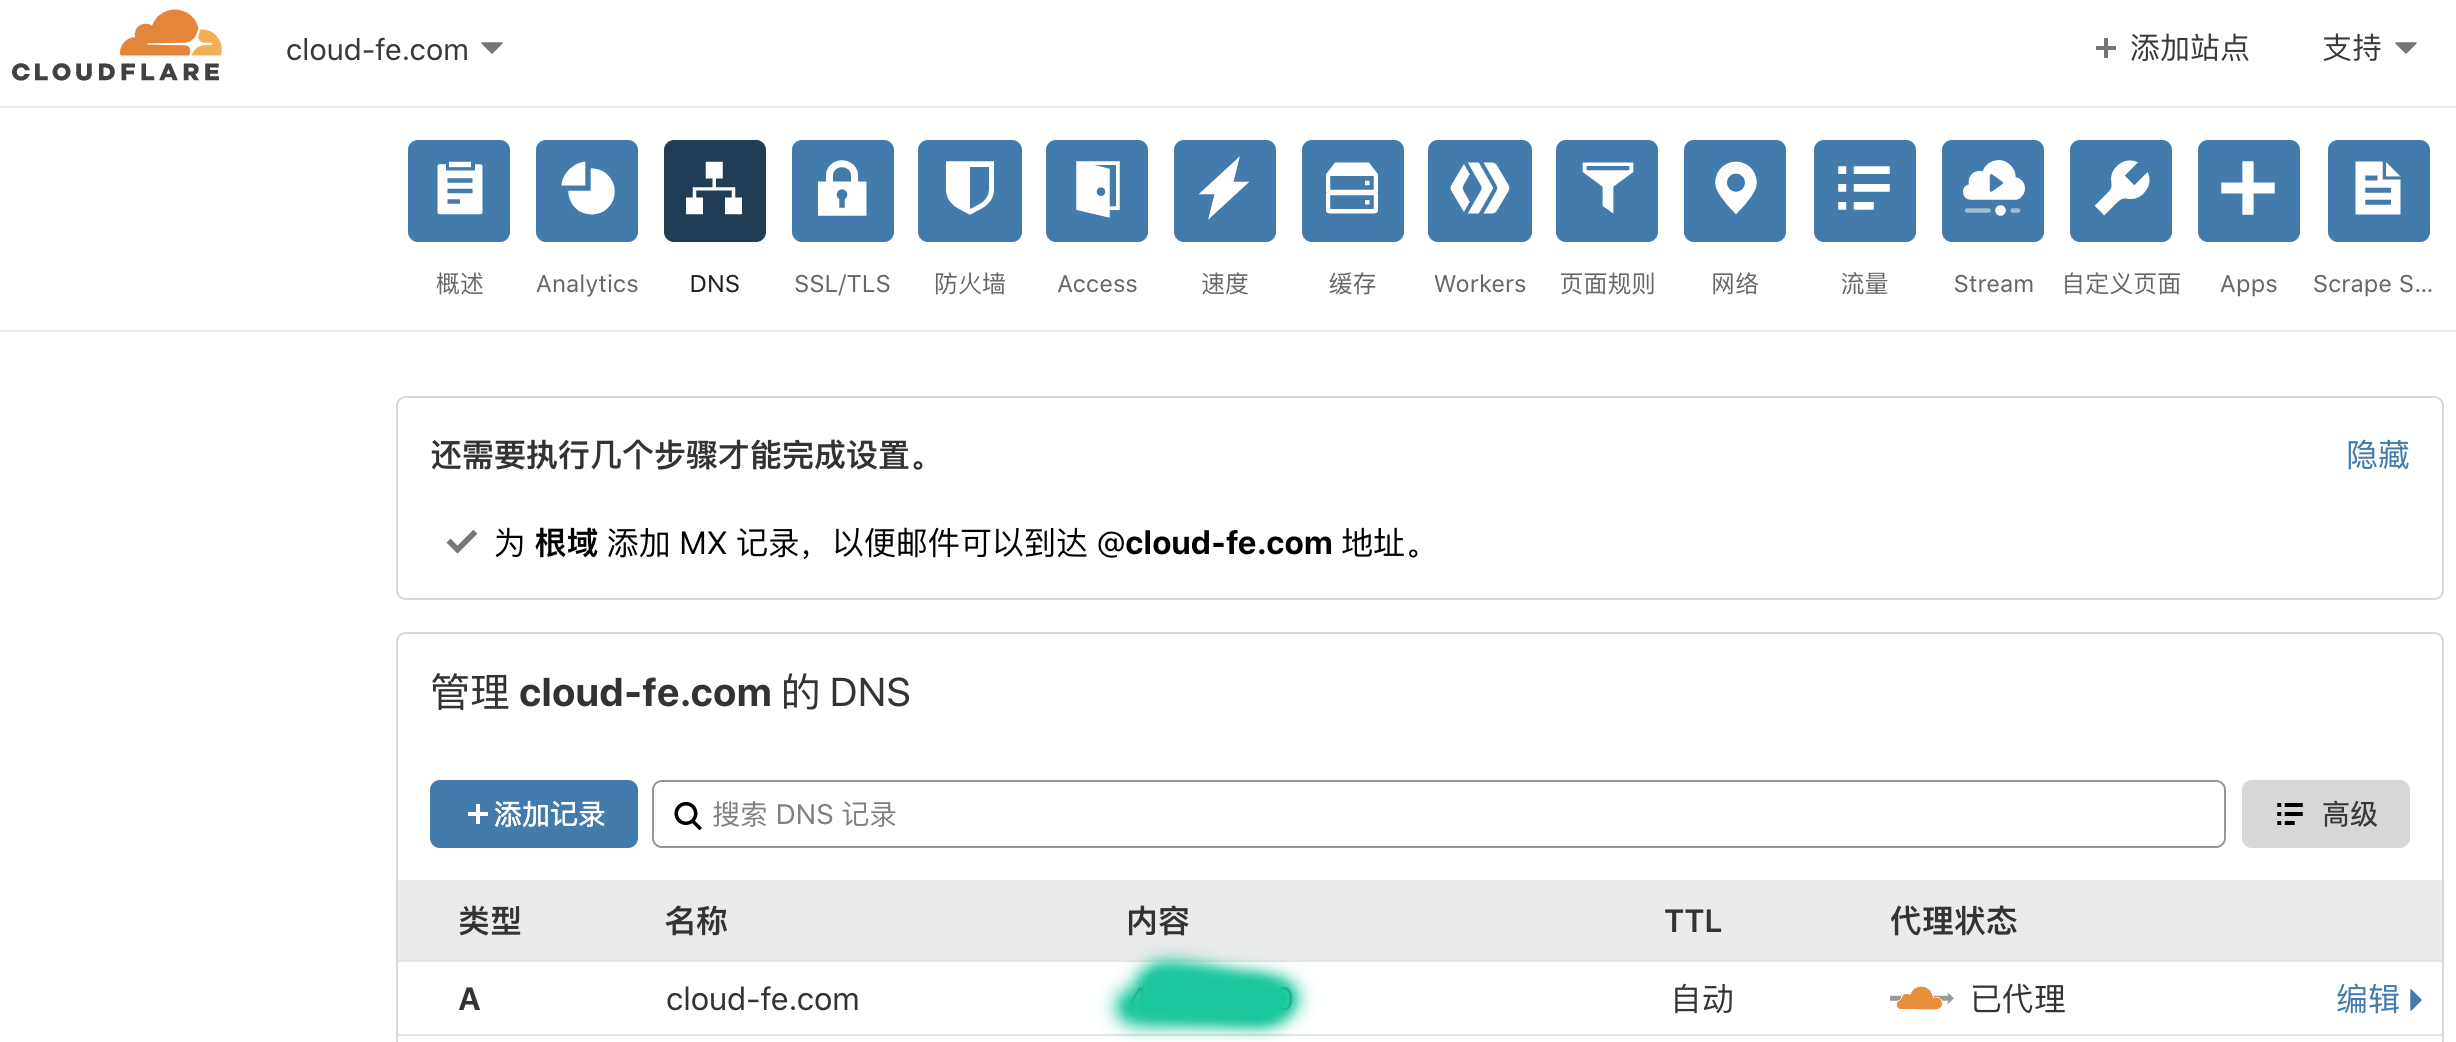 CLOUDFLARE
cloud-fe.com
+ 添加站点
支持
概述
Analytics
DNS
SSL/TLS
防火墙
Access
速度
缓存
Workers
页面规则
网络
流量
Stream
自定义页面
Apps
Scrape S...
还需要执行几个步骤才能完成设置。
隐藏
为 根域 添加 MX 记录，以便邮件可以到达 @cloud-fe.com 地址。
管理 cloud-fe.com 的 DNS
+添加记录
搜索 DNS 记录
高级
类型 名称 内容 TTL 代理状态
A cloud-fe.com 自动 已代理 编辑